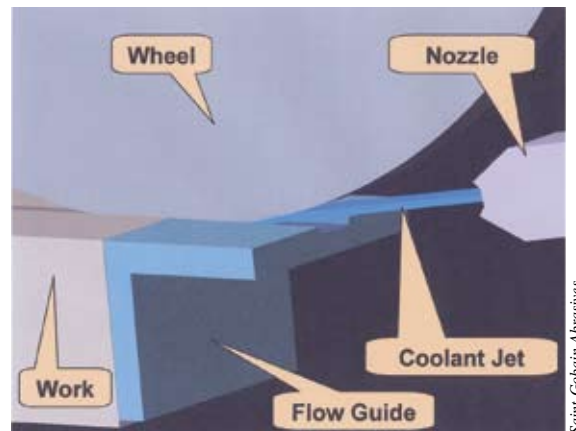 Wheel
Nozzle
Work
Flow Guide
Coolant Jet
Saint-Gobain Abrasives